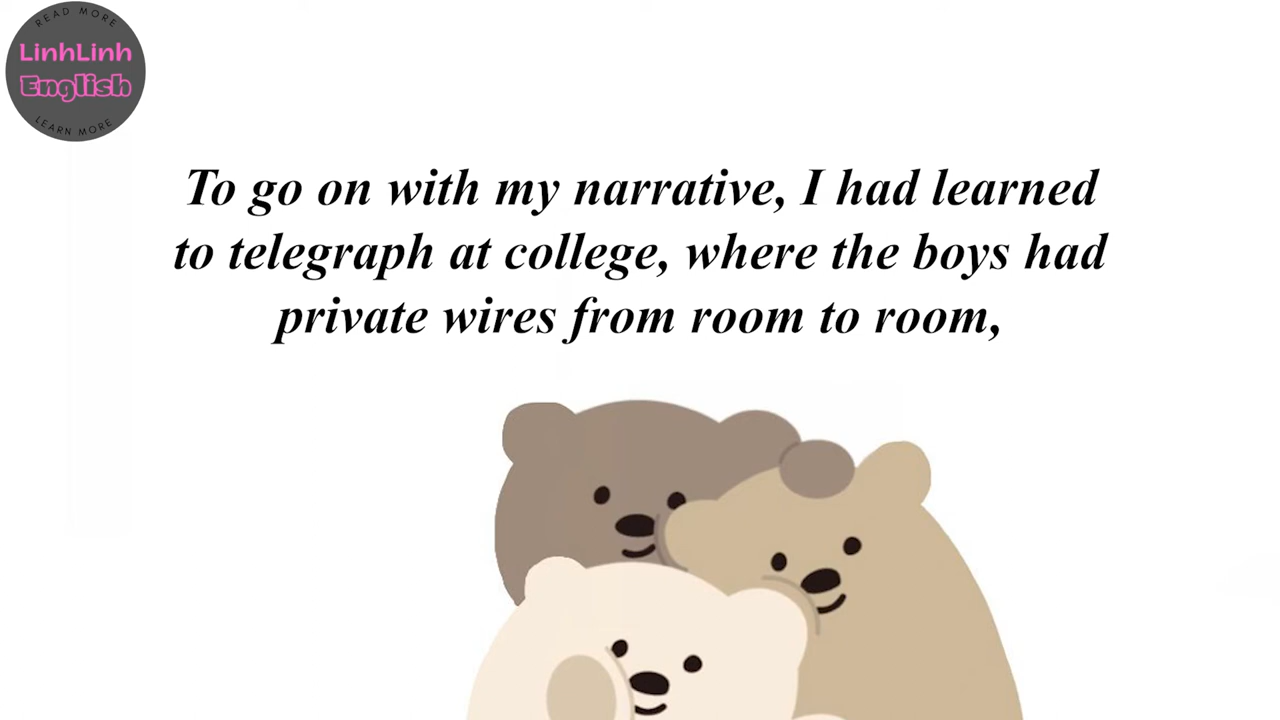 READ MORE
LinhLinh
English
LEARN MORE
To go on with my narrative, I had learned
to telegraph at college, where the boys had
private wires from room to room,